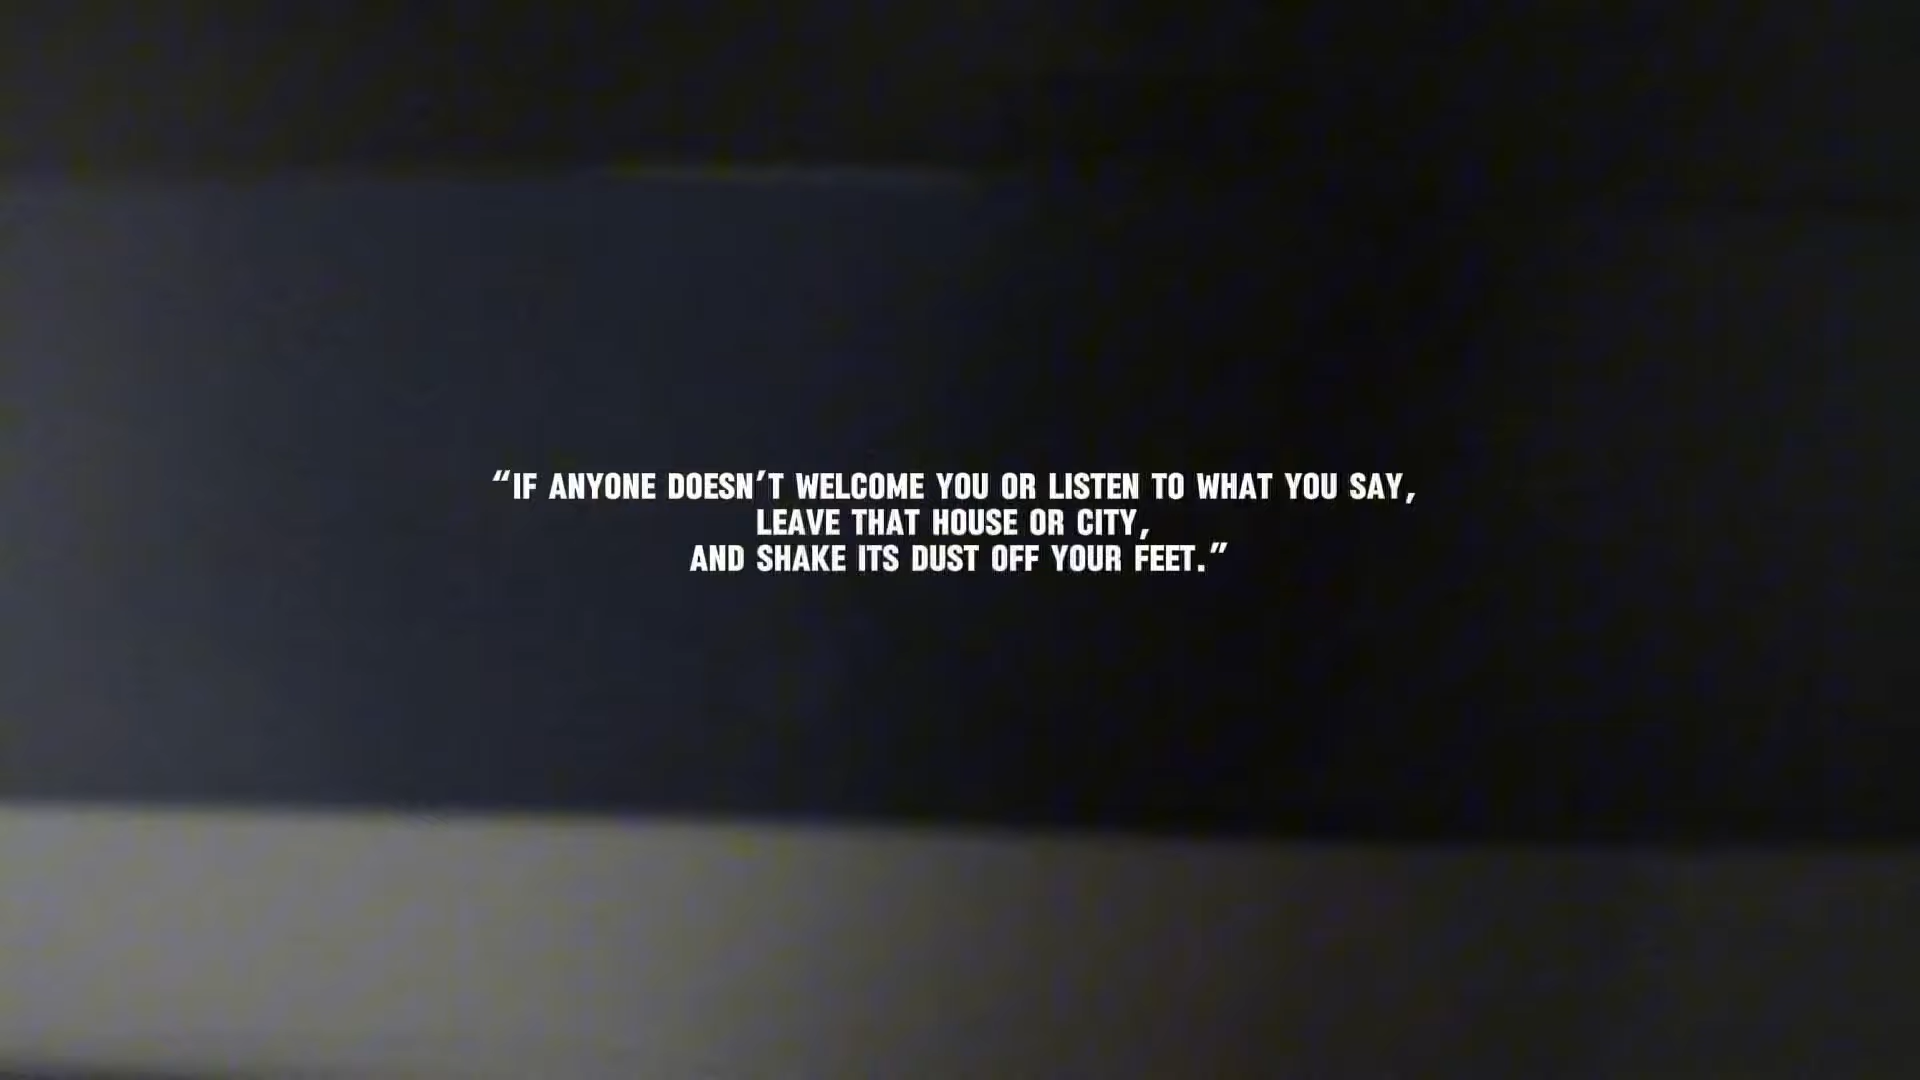 “IF ANYONE DOESN’T WELCOME YOU OR LISTEN TO WHAT YOU SAY,
LEAVE THAT HOUSE OR CITY,
AND SHAKE ITS DUST OFF YOUR FEET.”